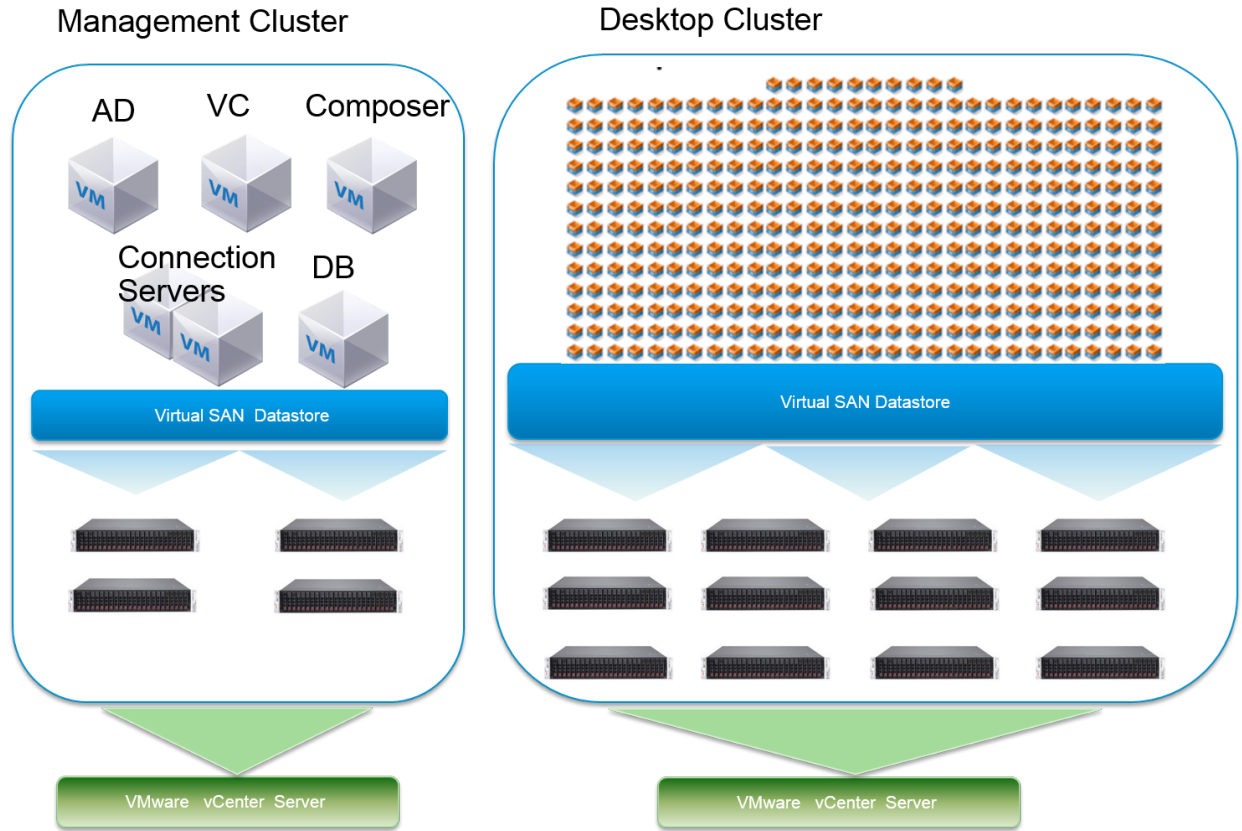 Management Cluster
Desktop Cluster
AD
VC
Composer
VM
VM
VM
Connection
Servers
DB
VM
VM
VM
Virtual SAN Datastore
Virtual SAN Datastore
VMware vCenter Server
VMware vCenter Server